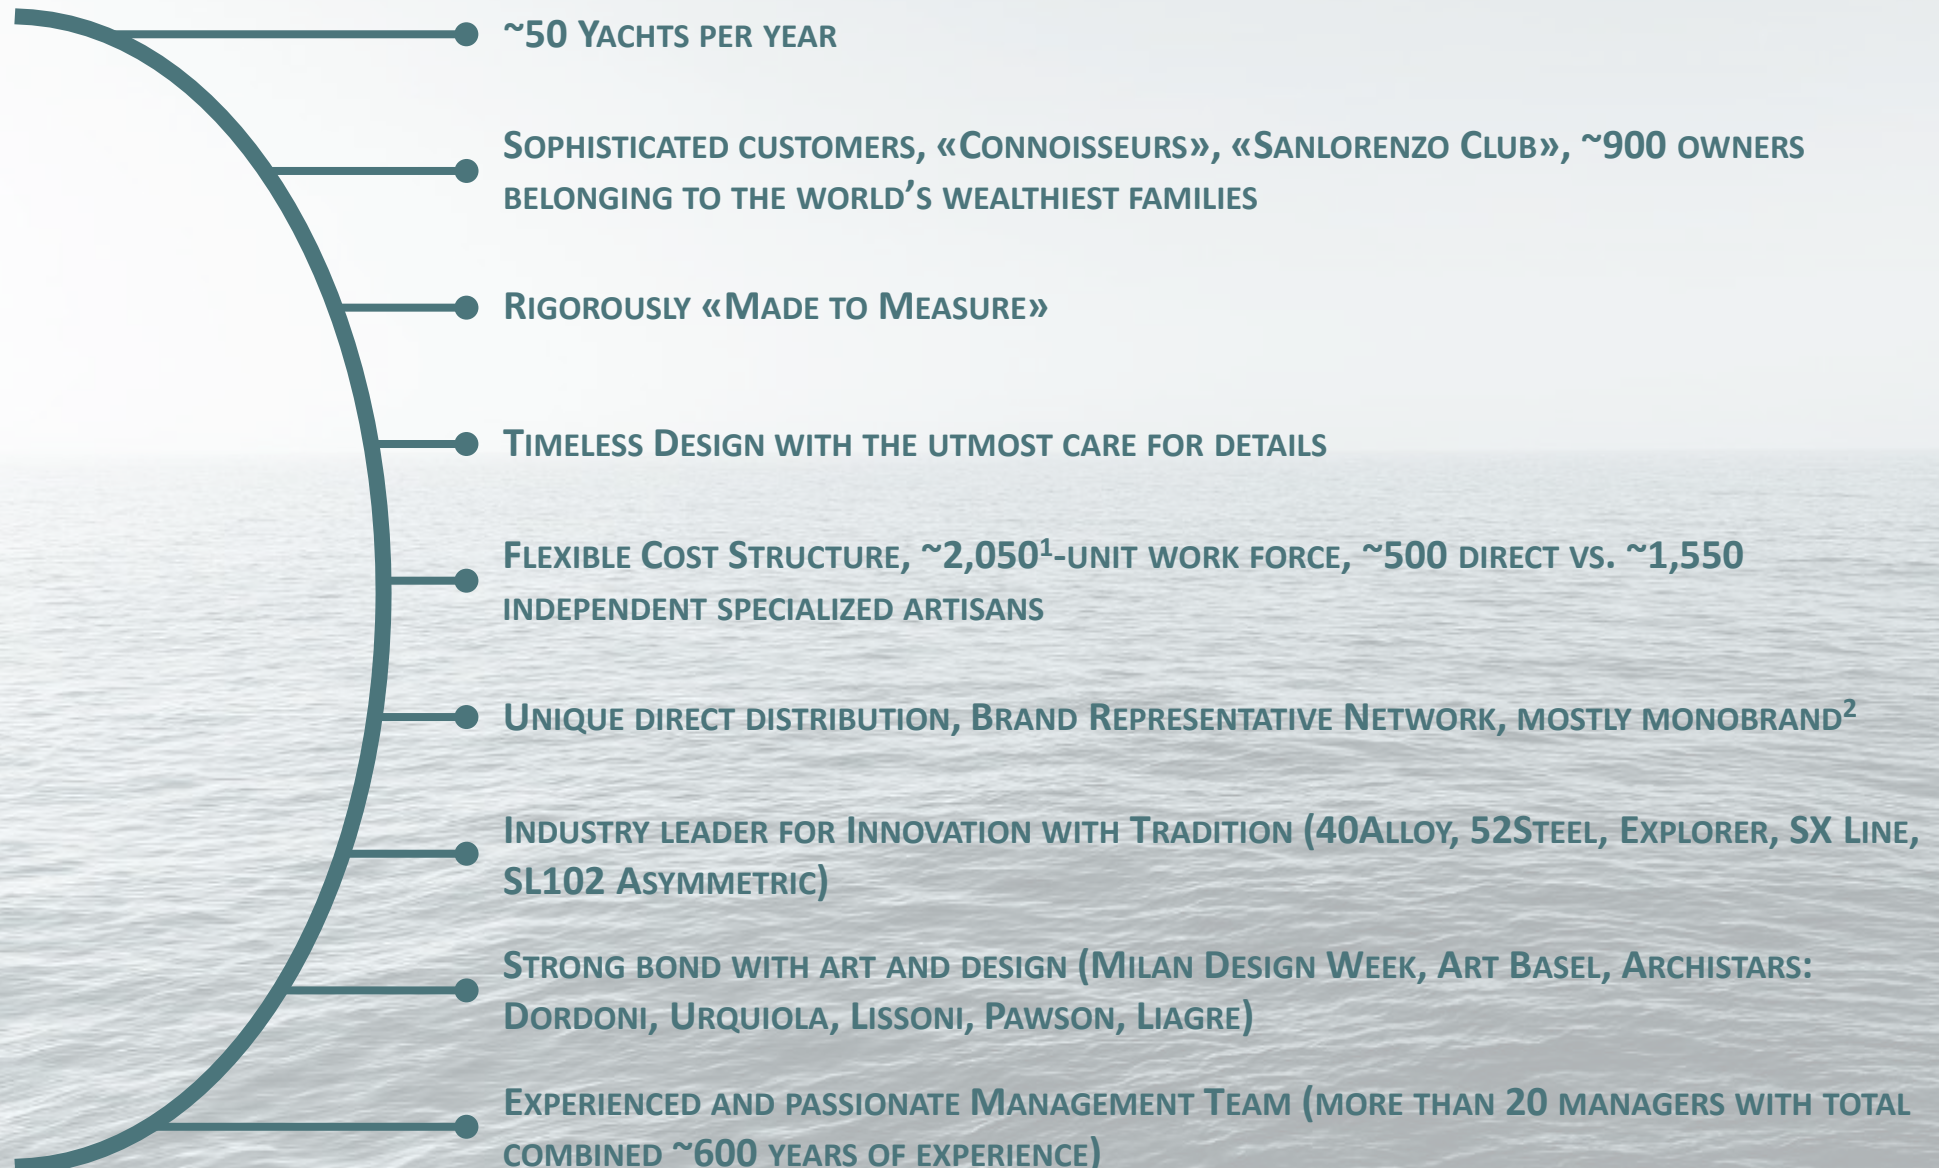 ~50 Yachts per year
Sophisticated customers, «Connoisseurs», «Sanlorenzo Club», ~900 owners
belonging to the world's wealthiest families
Rigorously «Made to Measure»
Timeless Design with the utmost care for details
Flexible Cost Structure, ~2,050¹-unit work force, ~500 direct vs. ~1,550
independent specialized artisans
Unique direct distribution, Brand Representative Network, mostly monobrand²
Industry leader for Innovation with Tradition (40Alloy, 52Steel, Explorer, SX Line,
SL102 Asymmetric)
Strong bond with art and design (Milan Design Week, Art Basel, Archistars:
Dordoni, Urquiola, Lissoni, Pawson, Liagre)
Experienced and passionate Management Team (more than 20 managers with total
combined ~600 years of experience)